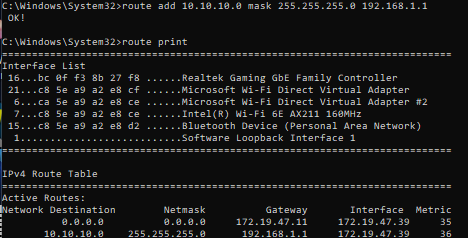 C:\Windows\System32>route add 10.10.10.0 mask 255.255.255.0 192.168.1.1
 OK!
C:\Windows\System32>route print
===========================================================================
Interface List
 16...bc 0f f3 8b 27 f8 ......Realtek Gaming GbE Family Controller
 21...c8 5e a9 a2 e8 cf ......Microsoft Wi-Fi Direct Virtual Adapter
  6...ca 5e a9 a2 e8 ce ......Microsoft Wi-Fi Direct Virtual Adapter #2
  7...c8 5e a9 a2 e8 ce ......Intel(R) Wi-Fi 6E AX211 160MHz
 15...c8 5e a9 a2 e8 d2 ......Bluetooth Device (Personal Area Network)
  1...........................Software Loopback Interface 1
===========================================================================
IPv4 Route Table
===========================================================================
Active Routes:
Network Destination        Netmask          Gateway       Interface  Metric
          0.0.0.0          0.0.0.0     172.19.47.11     172.19.47.39     35
       10.10.10.0    255.255.255.0      192.168.1.1     172.19.47.39     36